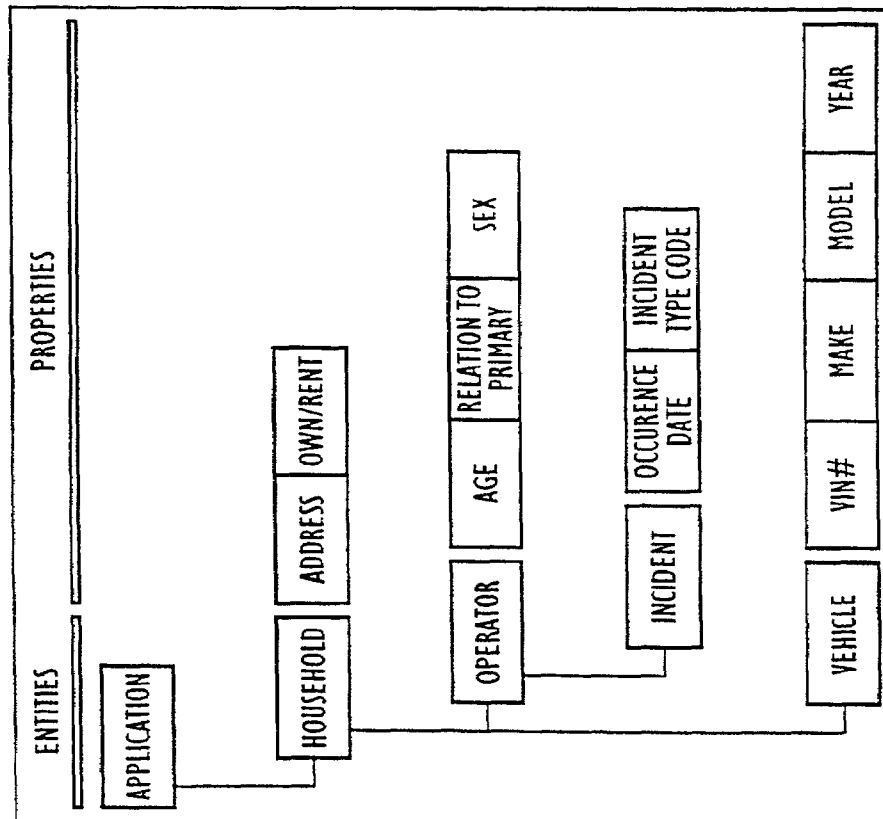 ENTITIES
PROPERTIES
APPLICATION
HOUSEHOLD
ADDRESS
OWN/RENT
OPERATOR
AGE
RELATION TO
PRIMARY
SEX
INCIDENT
OCCURENCE
DATE
INCIDENT
TYPE CODE
VEHICLE
VIN#
MAKE
MODEL
YEAR